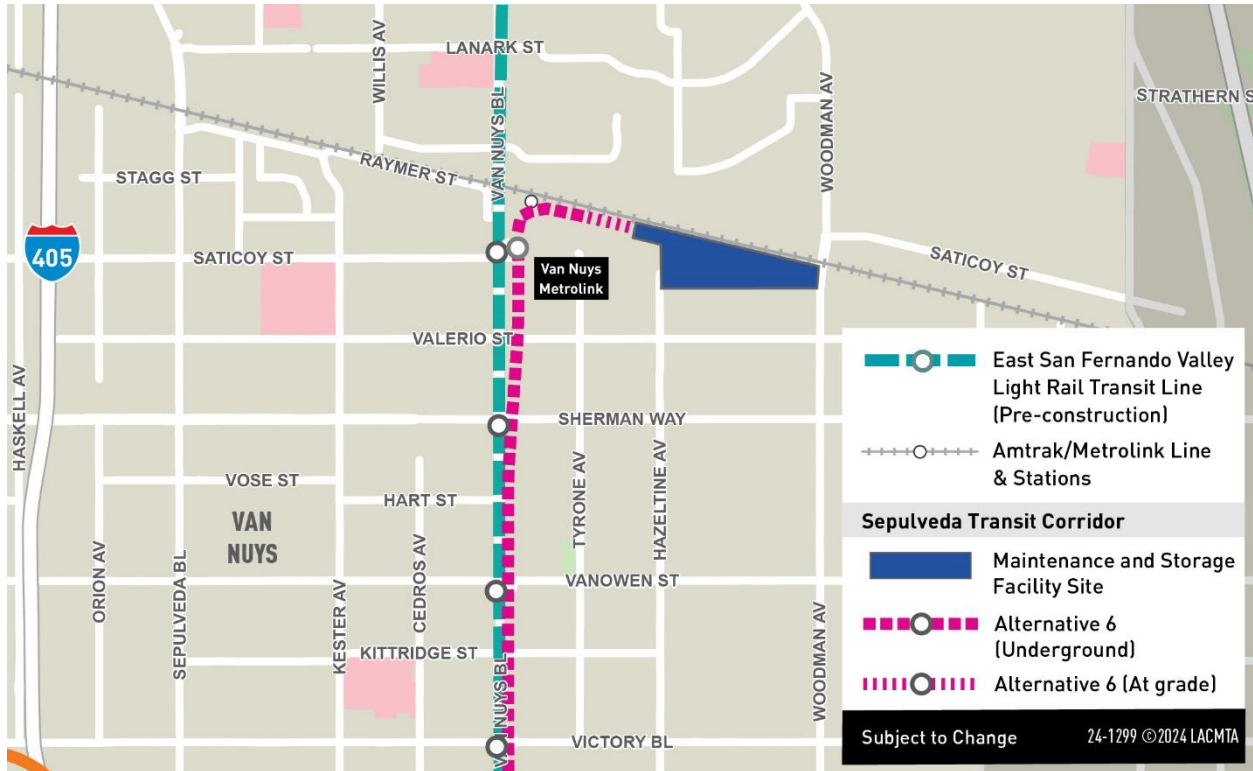 LANARK ST
WILLIS AV
VAN NUYS BL
WOODMAN AV
STRATHERN S
RAYMER ST
STAGG ST
405
SATICOY ST
Van Nuys
Metrolink
SATICOY ST
VALERIO ST
HASKELL AV
SHERMAN WAY
VOSE ST
HART ST
TYRONE AV
HAZELTINE AV
VAN
NUYS
ORION AV
SEPULVEDA BL
KESTER AV
CEDROS AV
VANOWEN ST
KITTRIDGE ST
WOODMAN AV
VAN NUYS BL
VICTORY BL
East San Fernando Valley
Light Rail Transit Line
(Pre-construction)
Amtrak/Metrolink Line
& Stations
Sepulveda Transit Corridor
Maintenance and Storage
Facility Site
Alternative 6
(Underground)
Alternative 6 (At grade)
Subject to Change 24-1299 ©2024 LACMTA